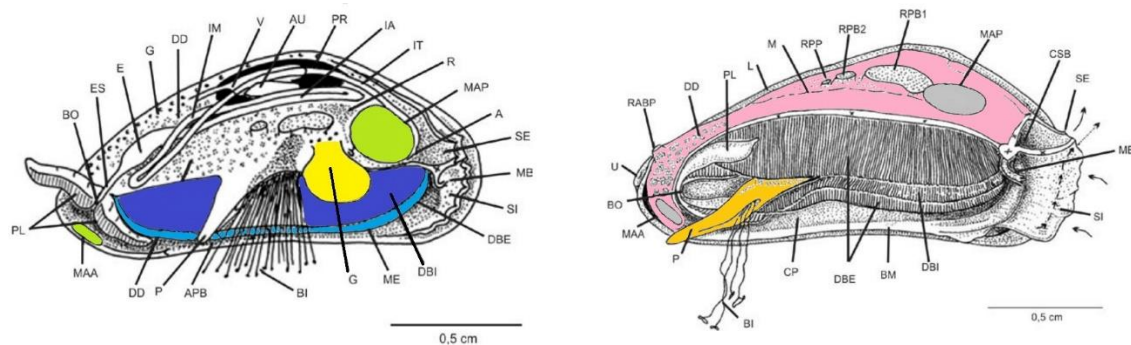 BO
ES
E
G
DD
IM
V
AU
PR
IA
IT
R
MAP
A
SE
MB
SI
DBE
DBI
G
ME
BI
APB
P
DD
MAA
PL
0,5 cm
BO
U
RABP
DD
PL
L
M
RPP
RPB2
RPB1
MAP
CSB
SE
MB
SI
DBI
BM
DBE
CP
BI
P
MAA
0,5 cm